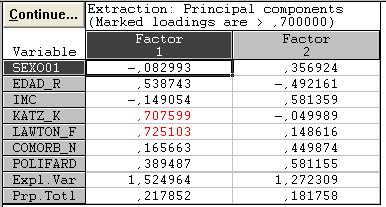 Continue... Extraction: Principal components
(Marked loadings are > ,700000)
Factor Factor
Variable 1 2
SEXO01 -,082993 ,356924
EDAD_R ,538743 -,492161
IMC -,149054 ,581359
KATZ_K ,707599 -,049989
LAWTON_F ,725103 ,148616
COMORB_N ,165663 ,449874
POLIFARD ,389487 ,581155
Expl.Var 1,524964 1,272309
Prp.Totl ,217852 ,181758